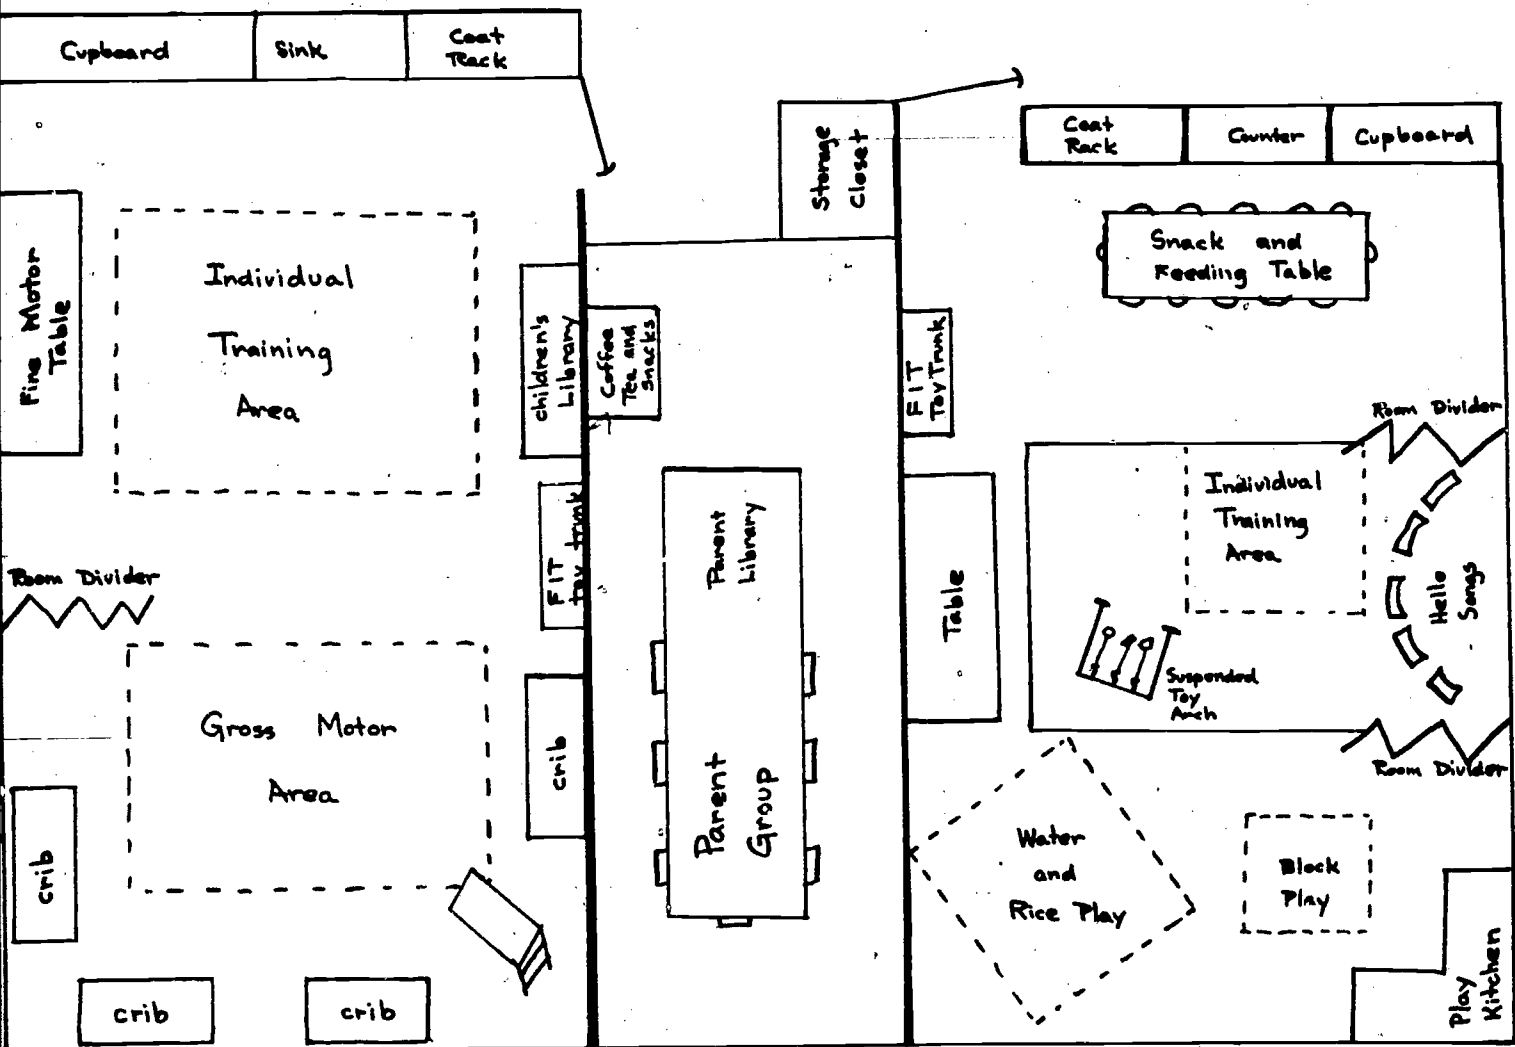 Cupboard
Sink
Coat
Rack
Fine Motor
Table
Individual
Training
Area
children's
Library
Coffee
Tea and
Snacks
FIT
toy trunk
Room Divider
Gross Motor
Area
crib
crib
crib
crib
Storage
Closet
Parent
Library
Parent
Group
FIT
Toy Trunk
Table
Coat
Rack
Counter
Cupboard
Snack and
Feeding Table
Room Divider
Individual
Training
Area
Hello
Songs
Suspended
Toy
Arch
Room Divider
Water
and
Rice Play
Block
Play
Play
Kitchen